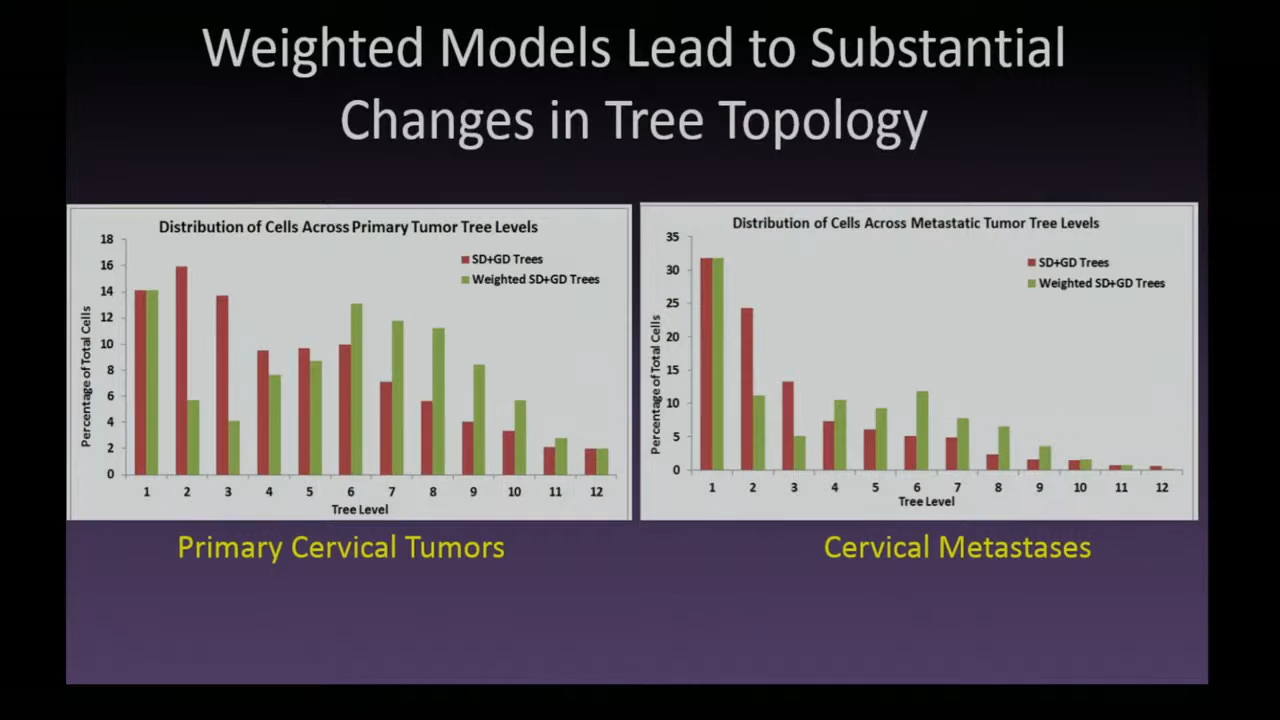 Weighted Models Lead to Substantial
Changes in Tree Topology
Distribution of Cells Across Primary Tumor Tree Levels
Percentage of Total Cells
18
16
14
12
10
8
6
4
2
0
SD+GD Trees
Weighted SD+GD Trees
1 2 3 4 5 6 7 8 9 10 11 12
Tree Level
Primary Cervical Tumors
Distribution of Cells Across Metastatic Tumor Tree Levels
Percentage of Total Cells
35
30
25
20
15
10
5
0
SD+GD Trees
Weighted SD+GD Trees
1 2 3 4 5 6 7 8 9 10 11 12
Tree Level
Cervical Metastases